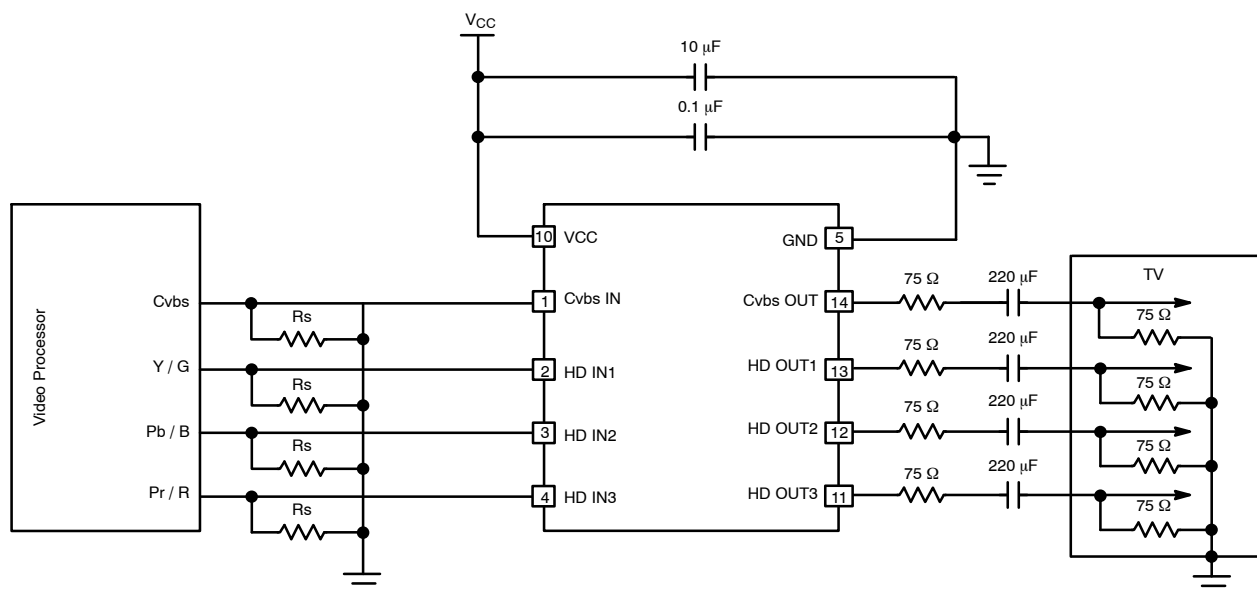 VCC
10 µF
0.1 µF
Video Processor
Cvbs
Y / G
Pb / B
Pr / R
Rs
Rs
Rs
Rs
10 VCC
1 Cvbs IN
2 HD IN1
3 HD IN2
4 HD IN3
GND 5
Cvbs OUT 14
HD OUT1 13
HD OUT2 12
HD OUT3 11
75 Ω 220 µF
75 Ω 220 µF
75 Ω 220 µF
75 Ω 220 µF
TV
75 Ω
75 Ω
75 Ω
75 Ω